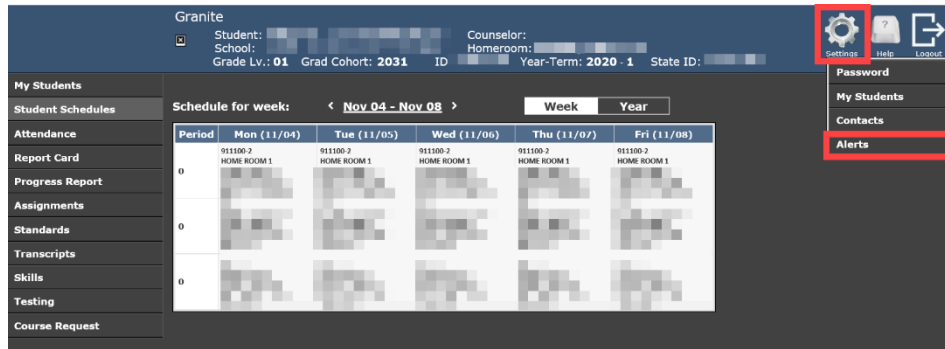 Granite
Student:
Counselor:
School:
Homeroom:
Grade Lv.: 01 Grad Cohort: 2031 ID Year-Term: 2020 - 1 State ID:
?
Settings Help Logout
Password
My Students
Contacts
Alerts
My Students
Student Schedules
Attendance
Report Card
Progress Report
Assignments
Standards
Transcripts
Skills
Testing
Course Request
Schedule for week: < Nov 04 - Nov 08 > Week Year
Period Mon (11/04) Tue (11/05) Wed (11/06) Thu (11/07) Fri (11/08)
911100-2 911100-2 911100-2 911100-2 911100-2
HOME ROOM 1 HOME ROOM 1 HOME ROOM 1 HOME ROOM 1 HOME ROOM 1
0
0
0